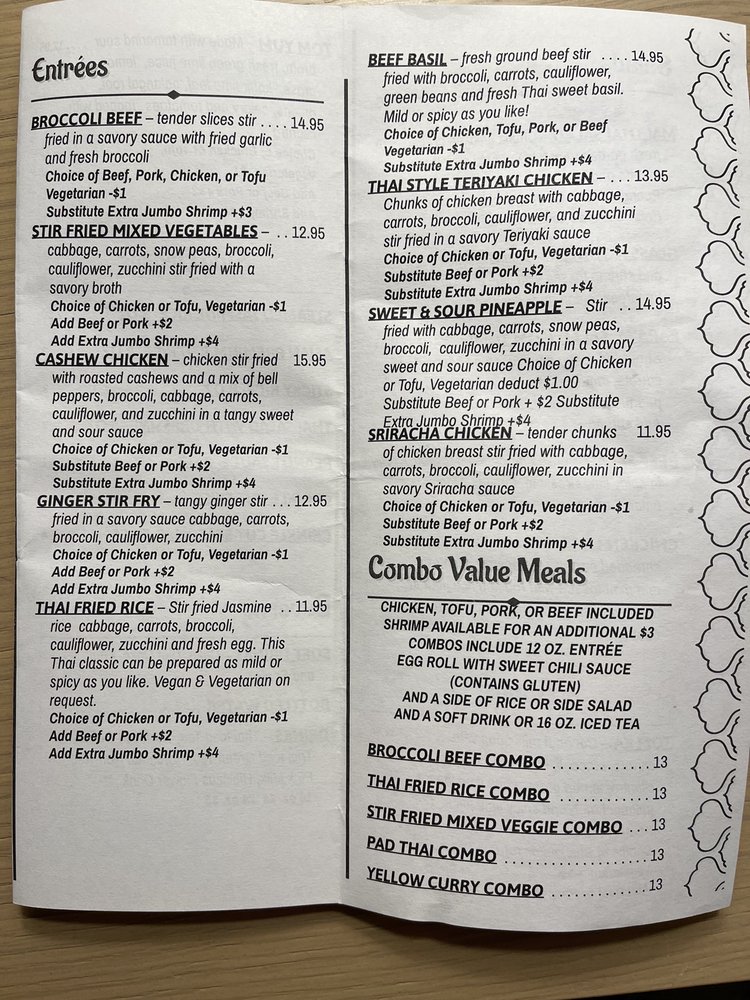 Entrées
BROCCOLI BEEF – tender slices stir .... 14.95
fried in a savory sauce with fried garlic
and fresh broccoli
Choice of Beef, Pork, Chicken, or Tofu
Vegetarian -$1
Substitute Extra Jumbo Shrimp +$3
STIR FRIED MIXED VEGETABLES – .. 12.95
cabbage, carrots, snow peas, broccoli,
cauliflower, zucchini stir fried with a
savory broth
Choice of Chicken or Tofu, Vegetarian -$1
Add Beef or Pork +$2
Add Extra Jumbo Shrimp +$4
CASHEW CHICKEN – chicken stir fried 15.95
with roasted cashews and a mix of bell
peppers, broccoli, cabbage, carrots,
cauliflower, and zucchini in a tangy sweet
and sour sauce
Choice of Chicken or Tofu, Vegetarian -$1
Substitute Beef or Pork +$2
Substitute Extra Jumbo Shrimp +$4
GINGER STIR FRY – tangy ginger stir ... 12.95
fried in a savory sauce cabbage, carrots,
broccoli, cauliflower, zucchini
Choice of Chicken or Tofu, Vegetarian -$1
Add Beef or Pork +$2
Add Extra Jumbo Shrimp +$4
THAI FRIED RICE – Stir fried Jasmine .. 11.95
rice cabbage, carrots, broccoli,
cauliflower, zucchini and fresh egg. This
Thai classic can be prepared as mild or
spicy as you like. Vegan & Vegetarian on
request.
Choice of Chicken or Tofu, Vegetarian -$1
Add Beef or Pork +$2
Add Extra Jumbo Shrimp +$4
BEEF BASIL – fresh ground beef stir .... 14.95
fried with broccoli, carrots, cauliflower,
green beans and fresh Thai sweet basil.
Mild or spicy as you like!
Choice of Chicken, Tofu, Pork, or Beef
Vegetarian -$1
Substitute Extra Jumbo Shrimp +$4
THAI STYLE TERIYAKI CHICKEN – ... 13.95
Chunks of chicken breast with cabbage,
carrots, broccoli, cauliflower, and zucchini
stir fried in a savory Teriyaki sauce
Choice of Chicken or Tofu, Vegetarian -$1
Substitute Beef or Pork +$2
Substitute Extra Jumbo Shrimp +$4
SWEET & SOUR PINEAPPLE – Stir .. 14.95
fried with cabbage, carrots, snow peas,
broccoli, cauliflower, zucchini in a savory
sweet and sour sauce Choice of Chicken
or Tofu, Vegetarian deduct $1.00
Substitute Beef or Pork + $2 Substitute
Extra Jumbo Shrimp +$4
SRIRACHA CHICKEN – tender chunks 11.95
of chicken breast stir fried with cabbage,
carrots, broccoli, cauliflower, zucchini in
savory Sriracha sauce
Choice of Chicken or Tofu, Vegetarian -$1
Substitute Beef or Pork +$2
Substitute Extra Jumbo Shrimp +$4
Combo Value Meals
CHICKEN, TOFU, PORK, OR BEEF INCLUDED
SHRIMP AVAILABLE FOR AN ADDITIONAL $3
COMBOS INCLUDE 12 OZ. ENTRÉE
EGG ROLL WITH SWEET CHILI SAUCE
(CONTAINS GLUTEN)
AND A SIDE OF RICE OR SIDE SALAD
AND A SOFT DRINK OR 16 OZ. ICED TEA
BROCCOLI BEEF COMBO ............. 13
THAI FRIED RICE COMBO ............ 13
STIR FRIED MIXED VEGGIE COMBO ... 13
PAD THAI COMBO .................... 13
YELLOW CURRY COMBO ............. 13